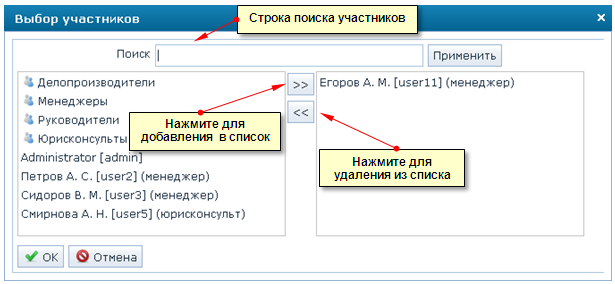 Выбор участников
Строка поиска участников
Поиск
Применить
Делопроизводители
Менеджеры
Руководители
Юрисконсульты
Administrator [admin]
Петров А. С. [user2] (менеджер)
Сидоров В. М. [user3] (менеджер)
Смирнова А. Н. [user5] (юрисконсульт)
>>
<<
Нажмите для
добавления в список
Егоров А. М. [user11] (менеджер)
Нажмите для
удаления из списка
OK
Отмена